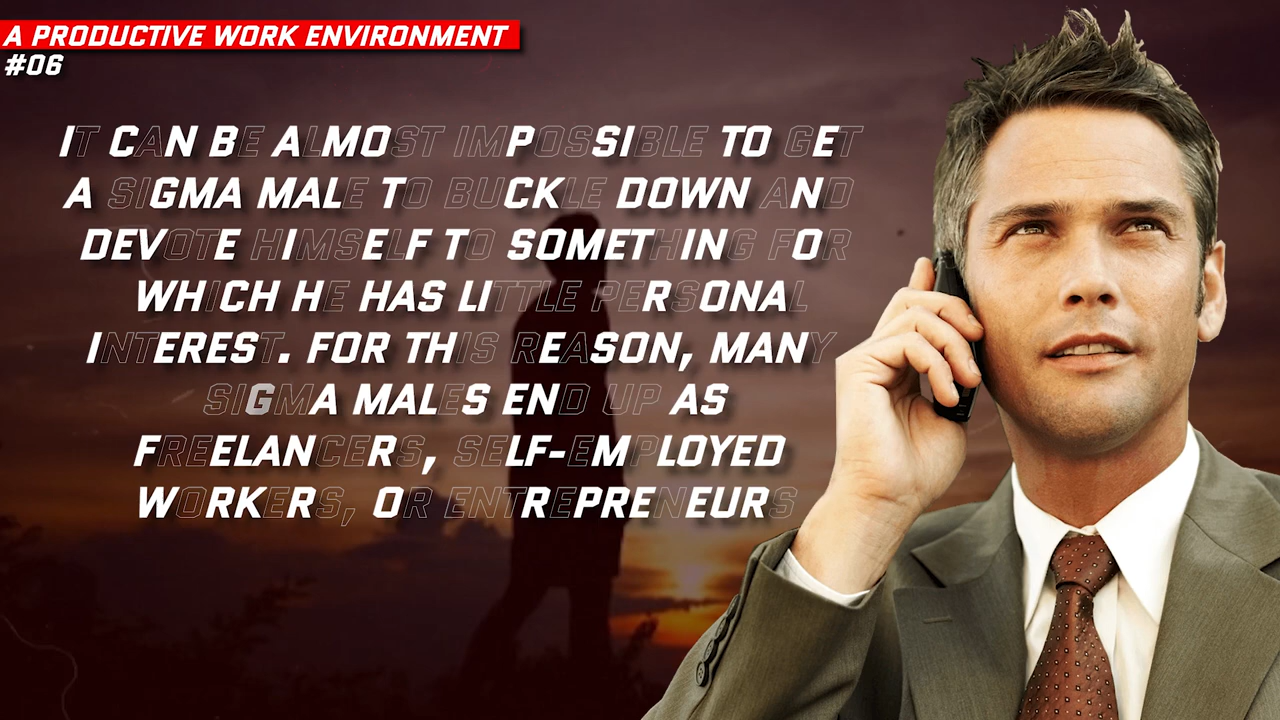 A PRODUCTIVE WORK ENVIRONMENT
#06
IT CAN BE ALMOST IMPOSSIBLE TO GET
A SIGMA MALE TO BUCKLE DOWN AND
DEVOTE HIMSELF TO SOMETHING FOR
WHICH HE HAS LITTLE PERSONAL
INTEREST. FOR THIS REASON, MANY
SIGMA MALES END UP AS
FREELANCERS, SELF-EMPLOYED
WORKERS, OR ENTREPRENEURS